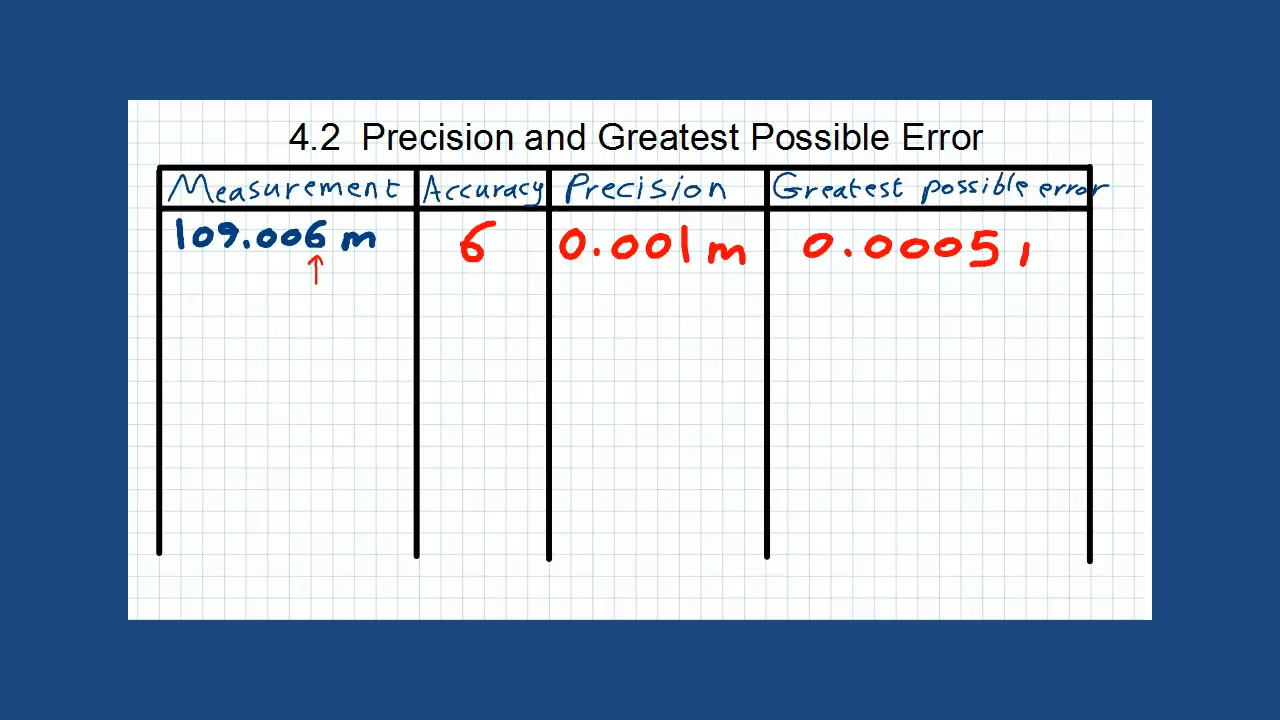 4.2 Precision and Greatest Possible Error
Measurement Accuracy Precision Greatest possible error
109.006 m 6 0.001 m 0.0005